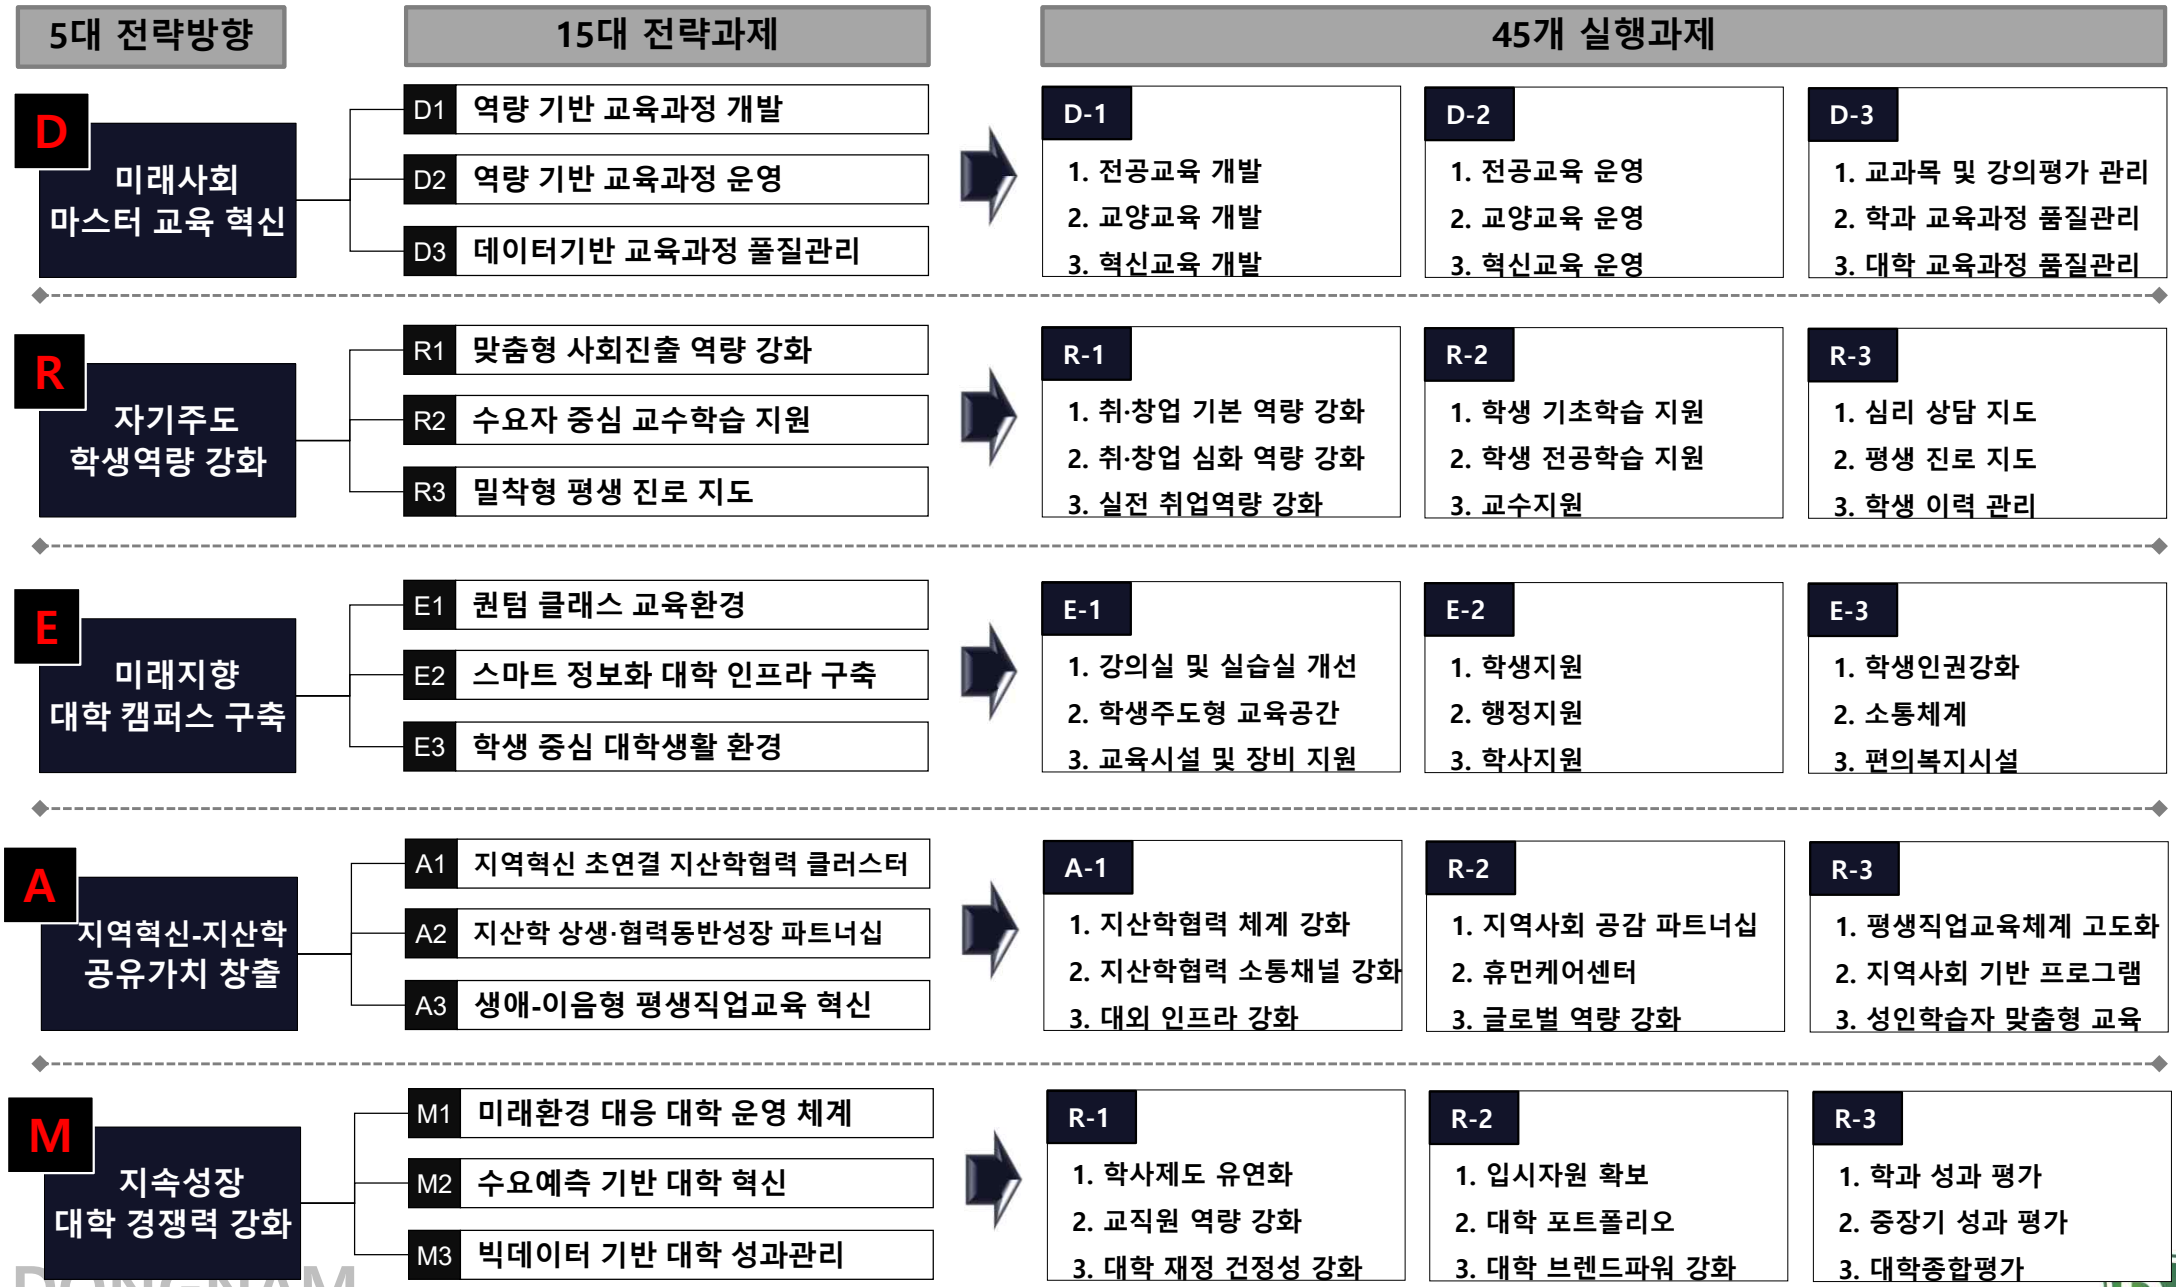 5대 전략방향
15대 전략과제
45개 실행과제
D
미래사회
마스터 교육 혁신
D1 역량 기반 교육과정 개발
D2 역량 기반 교육과정 운영
D3 데이터기반 교육과정 풀질관리
D-1
1. 전공교육 개발
2. 교양교육 개발
3. 혁신교육 개발
D-2
1. 전공교육 운영
2. 교양교육 운영
3. 혁신교육 운영
D-3
1. 교과목 및 강의평가 관리
2. 학과 교육과정 품질관리
3. 대학 교육과정 품질관리
R
자기주도
학생역량 강화
R1 맞춤형 사회진출 역량 강화
R2 수요자 중심 교수학습 지원
R3 밀착형 평생 진로 지도
R-1
1. 취·창업 기본 역량 강화
2. 취·창업 심화 역량 강화
3. 실전 취업역량 강화
R-2
1. 학생 기초학습 지원
2. 학생 전공학습 지원
3. 교수지원
R-3
1. 심리 상담 지도
2. 평생 진로 지도
3. 학생 이력 관리
E
미래지향
대학 캠퍼스 구축
E1 퀀텀 클래스 교육환경
E2 스마트 정보화 대학 인프라 구축
E3 학생 중심 대학생활 환경
E-1
1. 강의실 및 실습실 개선
2. 학생주도형 교육공간
3. 교육시설 및 장비 지원
E-2
1. 학생지원
2. 행정지원
3. 학사지원
E-3
1. 학생인권강화
2. 소통체계
3. 편의복지시설
A
지역혁신-지산학
공유가치 창출
A1 지역혁신 초연결 지산학협력 클러스터
A2 지산학 상생·협력동반성장 파트너십
A3 생애-이음형 평생직업교육 혁신
A-1
1. 지산학협력 체계 강화
2. 지산학협력 소통채널 강화
3. 대외 인프라 강화
R-2
1. 지역사회 공감 파트너십
2. 휴먼케어센터
3. 글로벌 역량 강화
R-3
1. 평생직업교육체계 고도화
2. 지역사회 기반 프로그램
3. 성인학습자 맞춤형 교육
M
지속성장
대학 경쟁력 강화
M1 미래환경 대응 대학 운영 체계
M2 수요예측 기반 대학 혁신
M3 빅데이터 기반 대학 성과관리
R-1
1. 학사제도 유연화
2. 교직원 역량 강화
3. 대학 재정 건정성 강화
R-2
1. 입시자원 확보
2. 대학 포트폴리오
3. 대학 브렌드파워 강화
R-3
1. 학과 성과 평가
2. 중장기 성과 평가
3. 대학종합평가
DONGNAM